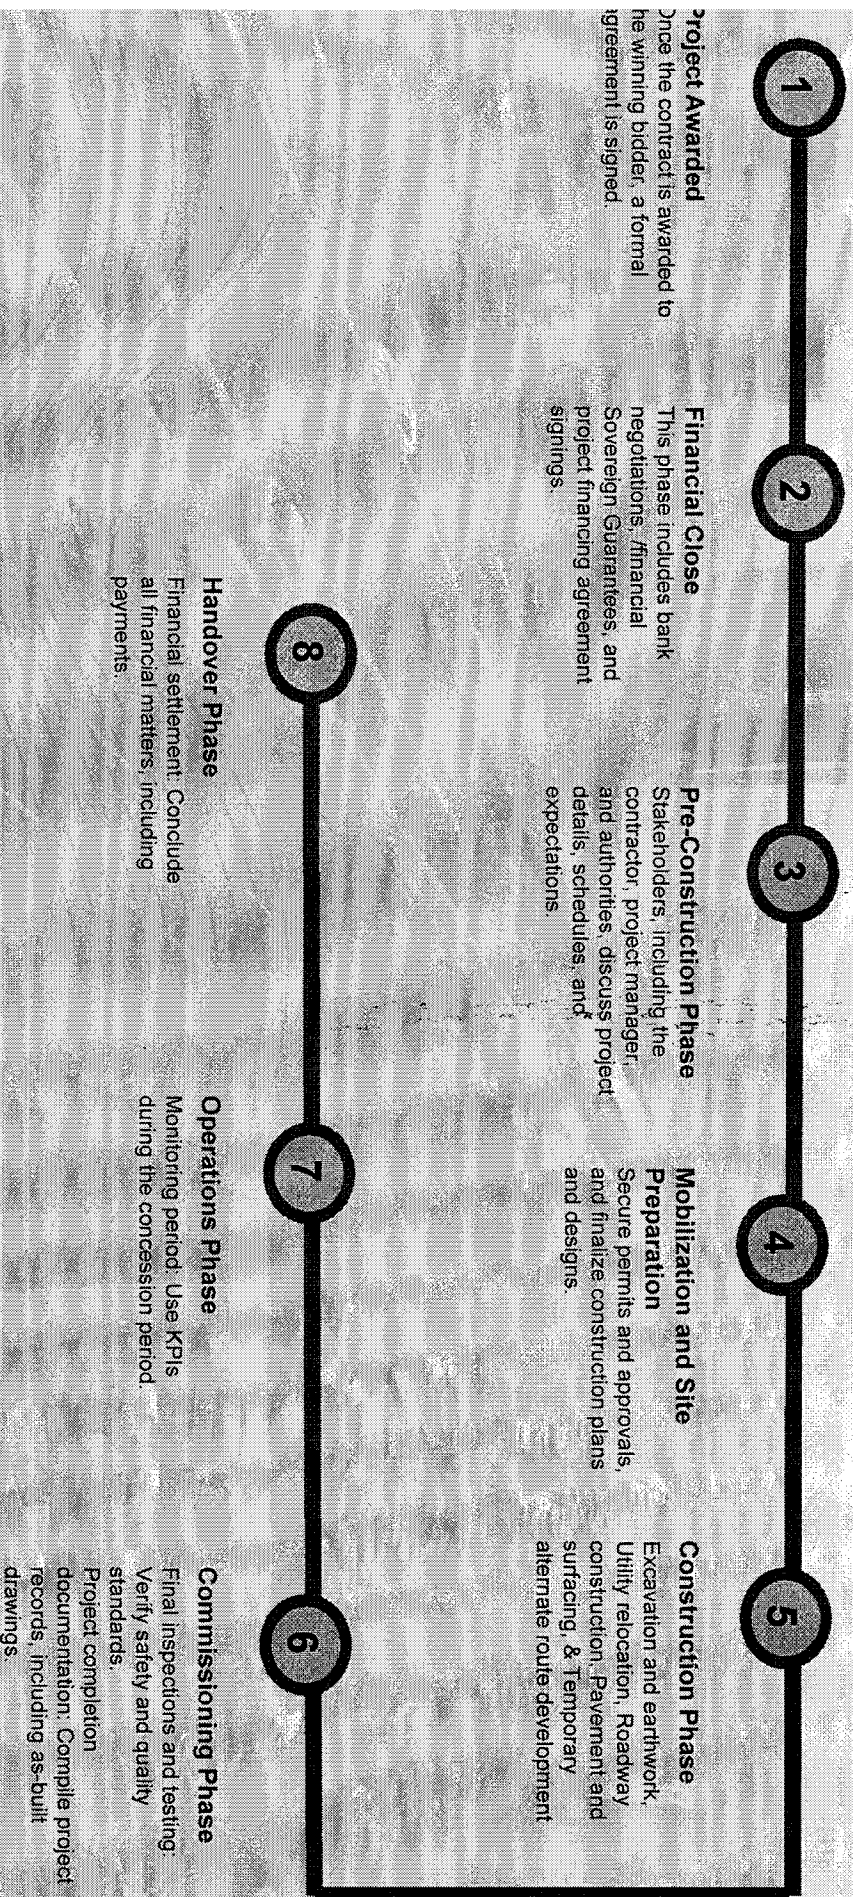 1
Project Awarded
Once the contract is awarded to
the winning bidder, a formal
agreement is signed.
2
Financial Close
This phase includes bank
negotiations, /financial
Sovereign Guarantees, and
project financing agreement
signings.
3
Pre-Construction Phase
Stakeholders, including the
contractor, project manager,
and authorities, discuss project
details, schedules, and
expectations.
4
Mobilization and Site
Preparation
Secure permits and approvals,
and finalize construction plans
and designs.
5
Construction Phase
Excavation and earthwork,
Utility relocation, Roadway
construction, Pavement and
surfacing, & Temporary
alternate route development
8
Handover Phase
Financial settlement: Conclude
all financial matters, including
payments.
7
Operations Phase
Monitoring period: Use KPIs
during the concession period.
6
Commissioning Phase
Final inspections and testing:
Verify safety and quality
standards.
Project completion
documentation: Compile project
records, including as-built
drawings.